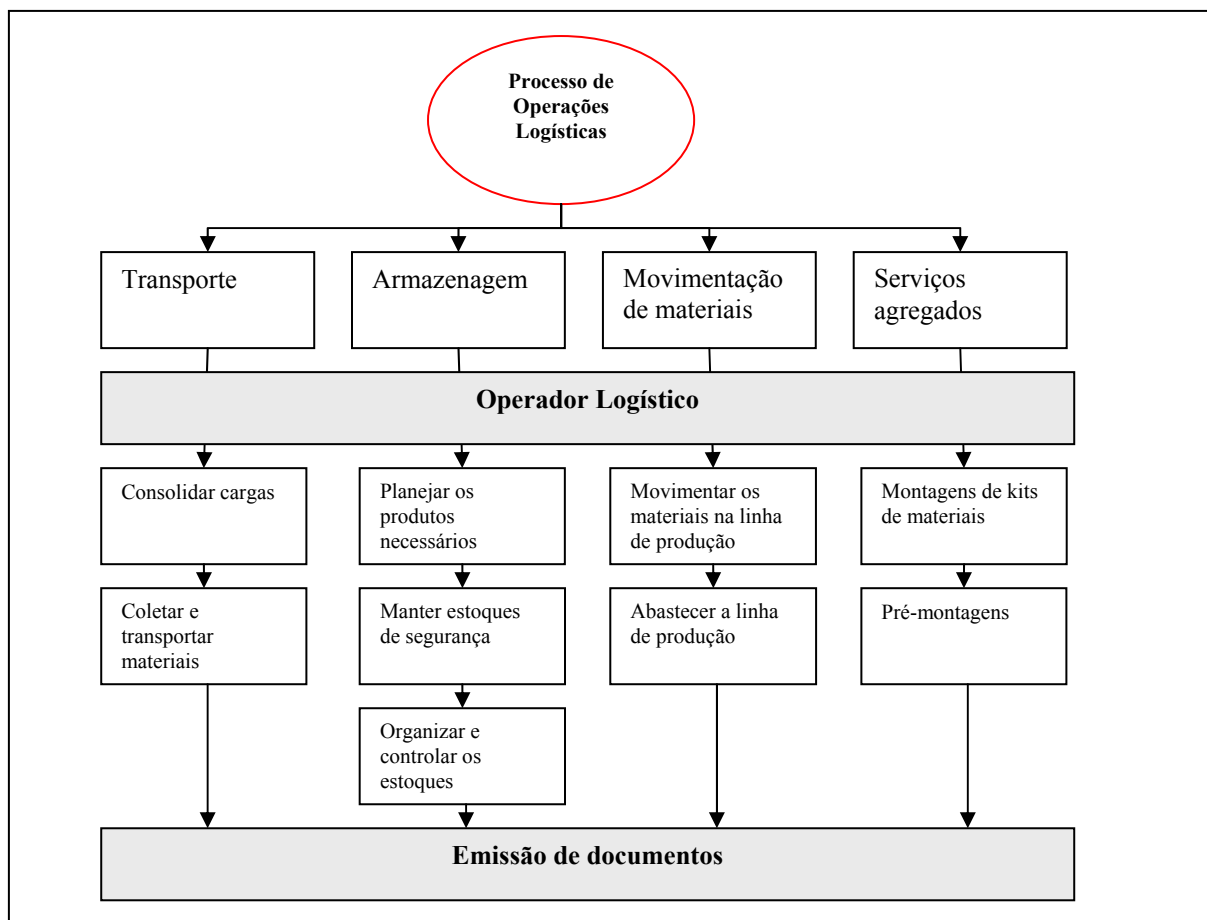 Processo de
Operações
Logísticas
Transporte
Armazenagem
Movimentação
de materiais
Serviços
agregados
Operador Logístico
Consolidar cargas
Planejar os
produtos
necessários
Movimentar os
materiais na linha
de produção
Montagens de kits
de materiais
Coletar e
transportar
materiais
Manter estoques
de segurança
Abastecer a linha
de produção
Pré-montagens
Organizar e
controlar os
estoques
Emissão de documentos